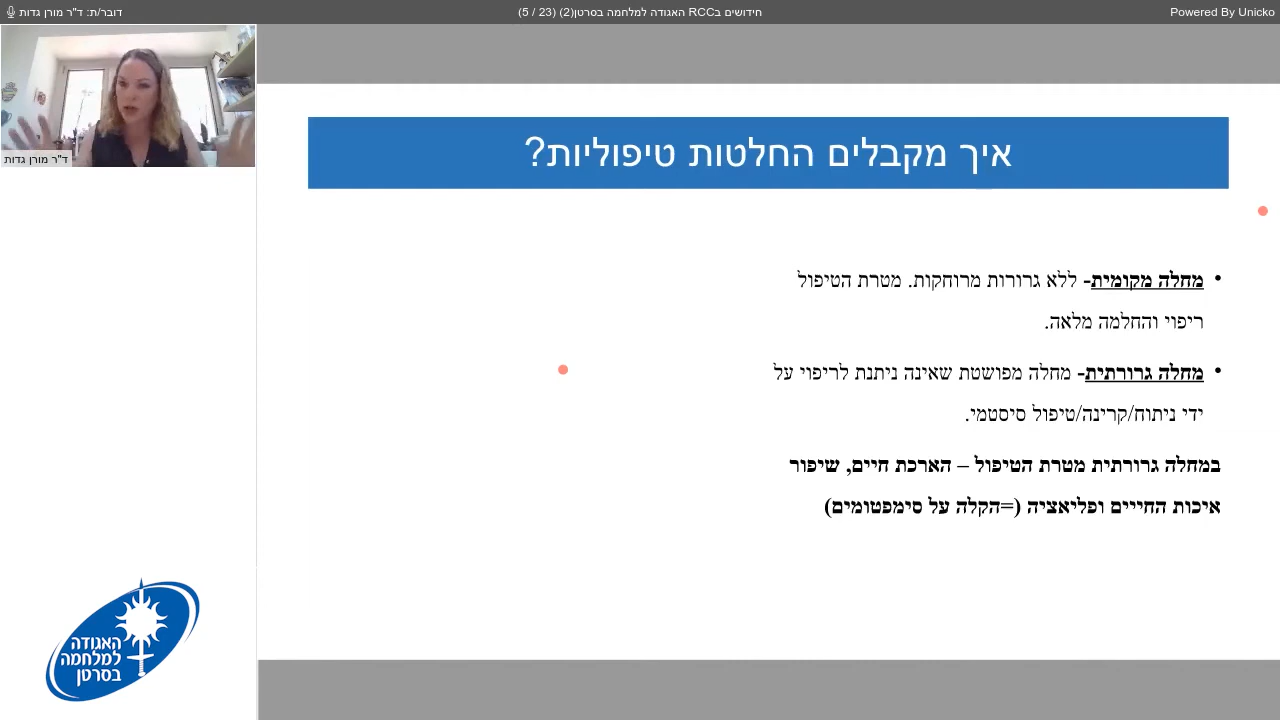 דובר/ת: ד"ר מורן גדות
חידושים בRCC האגודה למלחמה בסרטן(2) (23 / 5)
Powered By Unicko
ד"ר מורן גדות
איך מקבלים החלטות טיפוליות?
• מחלה מקומית- ללא גרורות מרוחקות. מטרת הטיפול
ריפוי והחלמה מלאה.
• מחלה גרורתית- מחלה מפושטת שאינה ניתנת לריפוי על
ידי ניתוח/קרינה/טיפול סיסטמי.
במחלה גרורתית מטרת הטיפול – הארכת חיים, שיפור
איכות החייים ופליאציה (=הקלה על סימפטומים)
האגודה
למלחמה
בסרטן